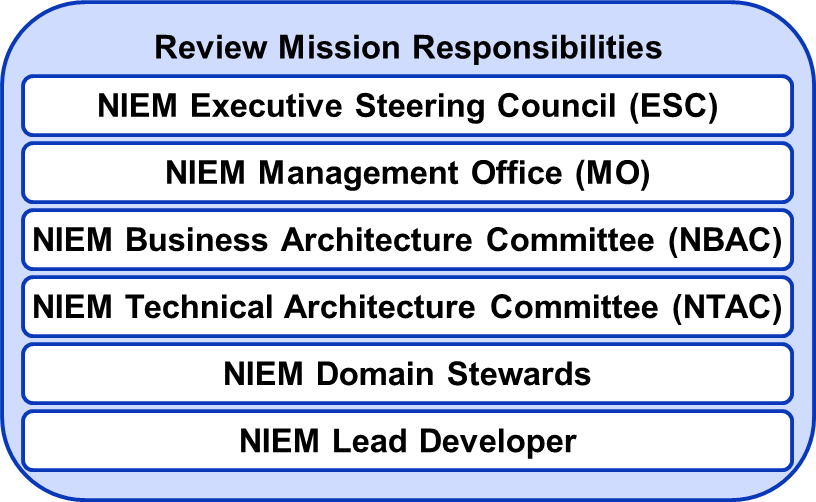 Review Mission Responsibilities
NIEM Executive Steering Council (ESC)
NIEM Management Office (MO)
NIEM Business Architecture Committee (NBAC)
NIEM Technical Architecture Committee (NTAC)
NIEM Domain Stewards
NIEM Lead Developer